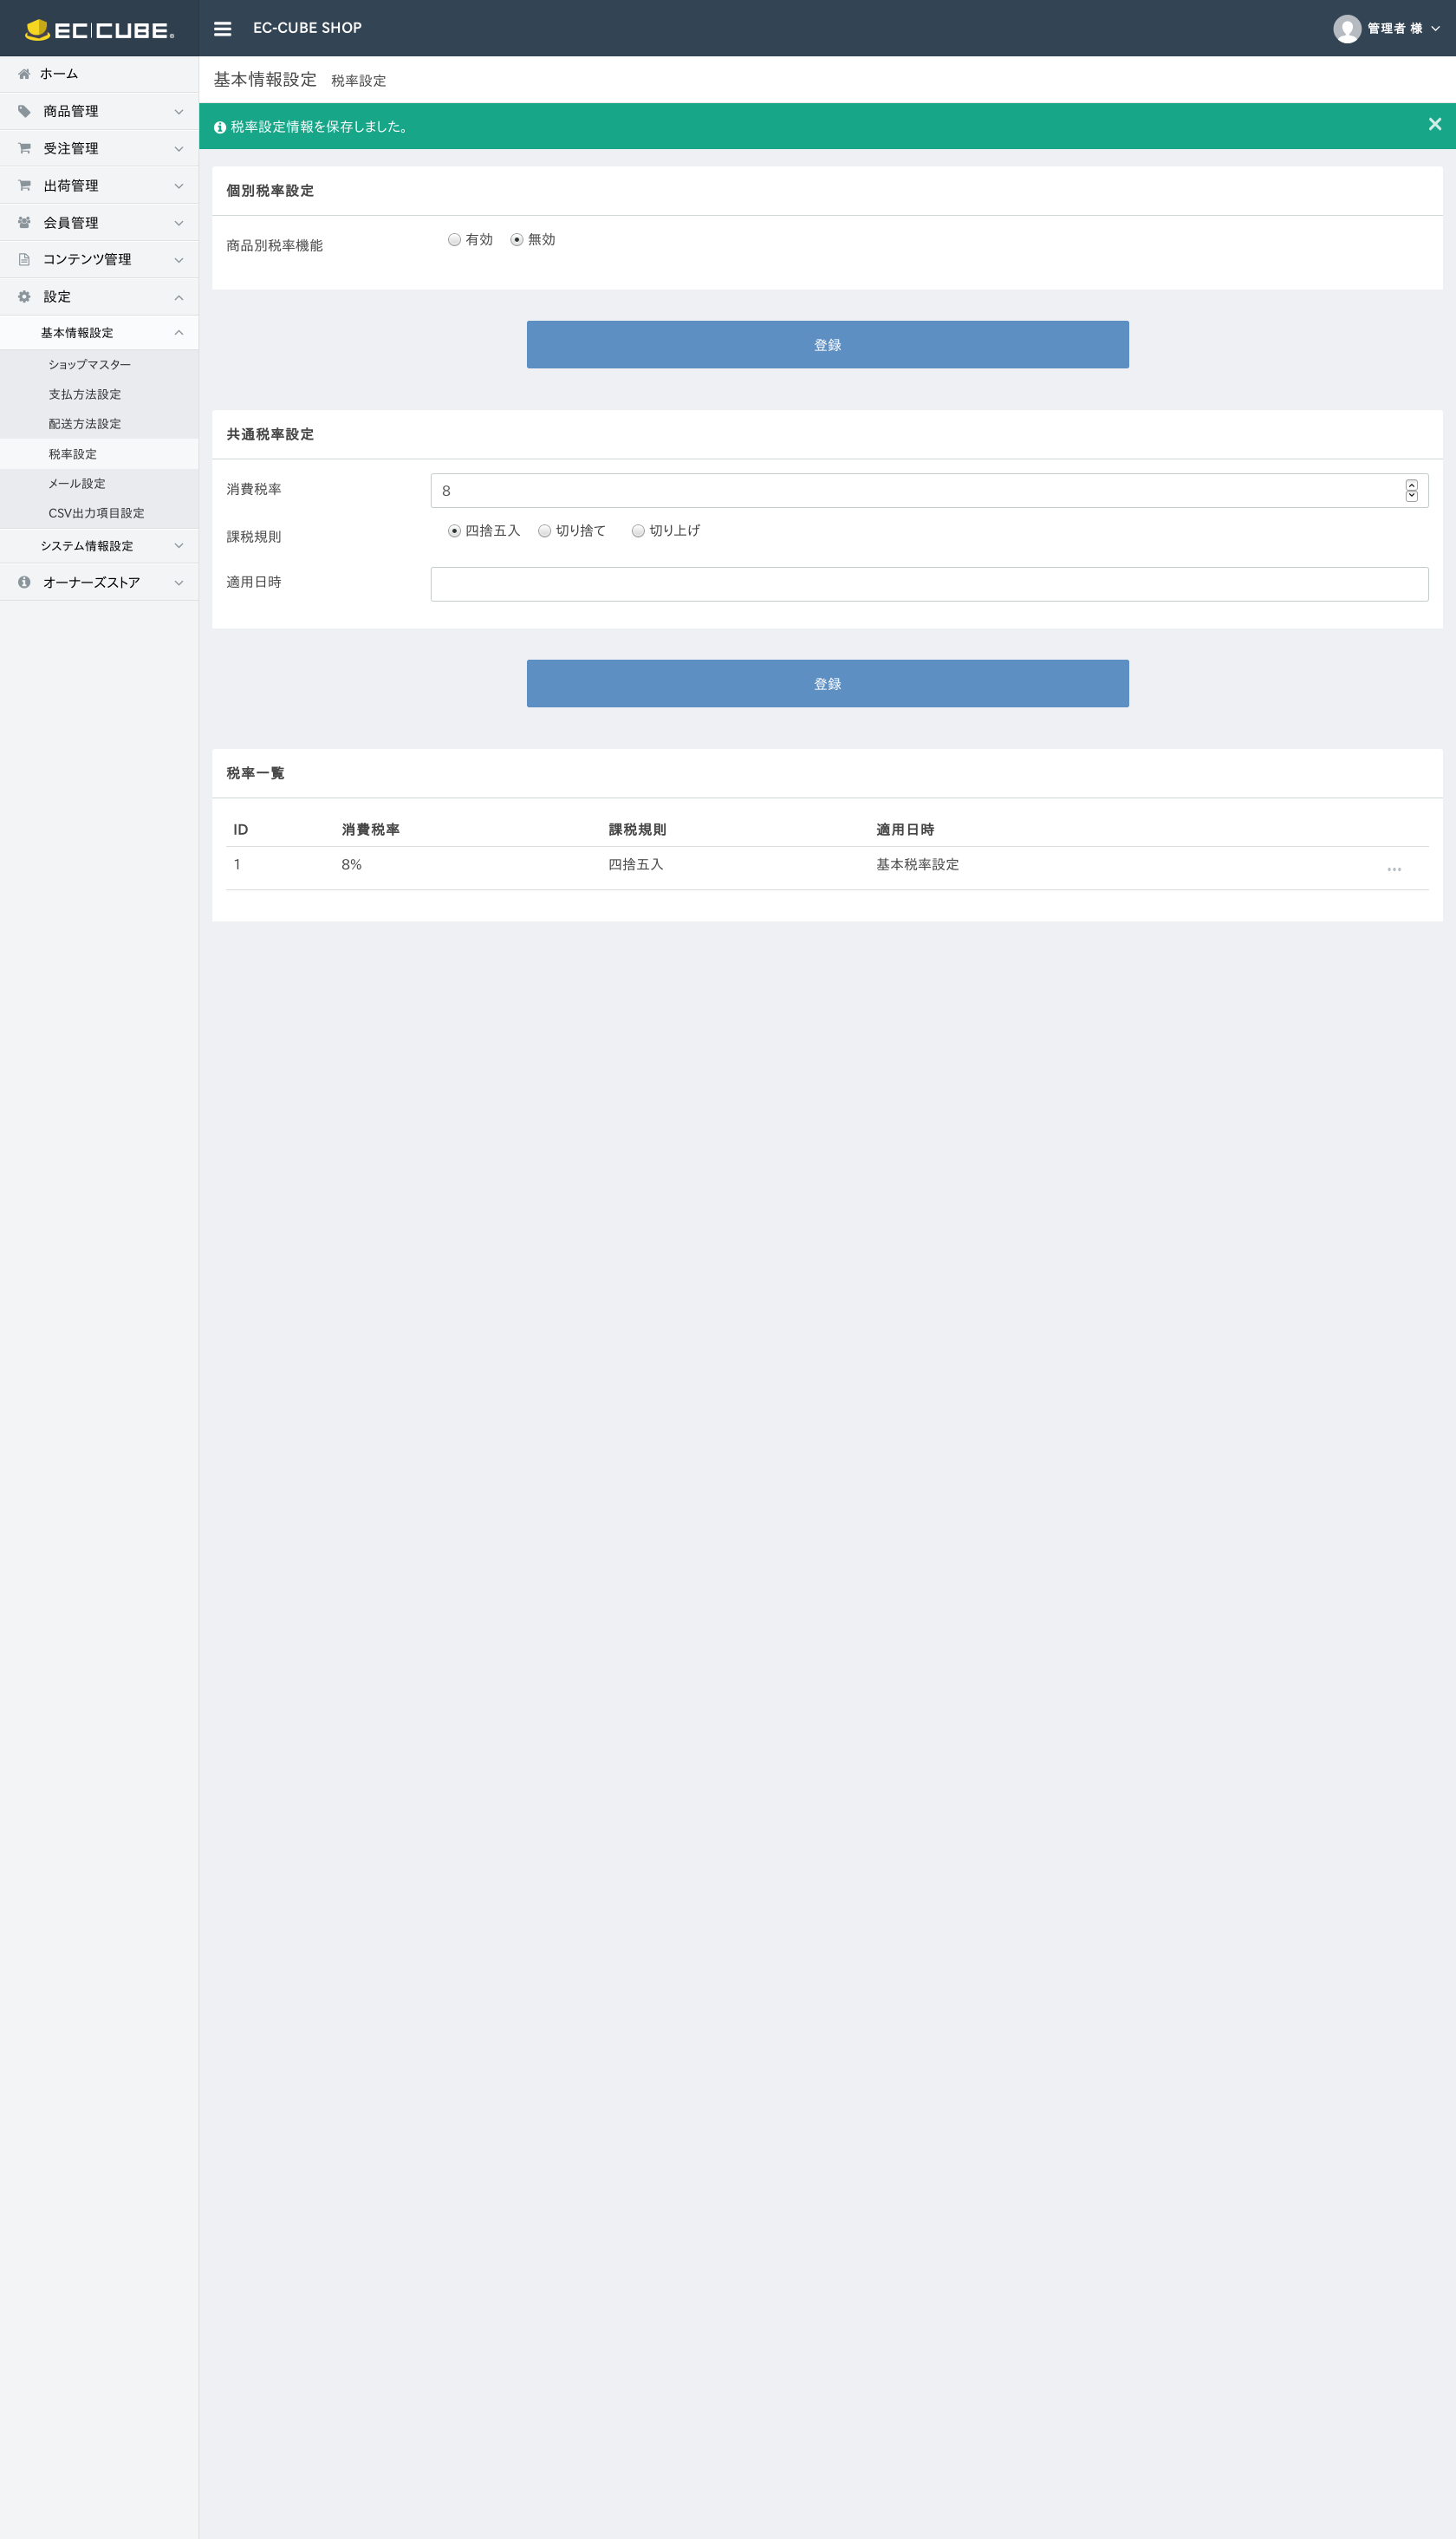 EC CUBE ®
EC-CUBE SHOP
管理者 様
ホーム
商品管理
受注管理
出荷管理
会員管理
コンテンツ管理
設定
基本情報設定
ショップマスター
支払方法設定
配送方法設定
税率設定
メール設定
CSV出力項目設定
システム情報設定
オーナーズストア
基本情報設定 税率設定
税率設定情報を保存しました。
個別税率設定
商品別税率機能 有効 無効
登録
共通税率設定
消費税率 8
課税規則 四捨五入 切り捨て 切り上げ
適用日時
登録
税率一覧
ID 消費税率 課税規則 適用日時
1 8% 四捨五入 基本税率設定 ...